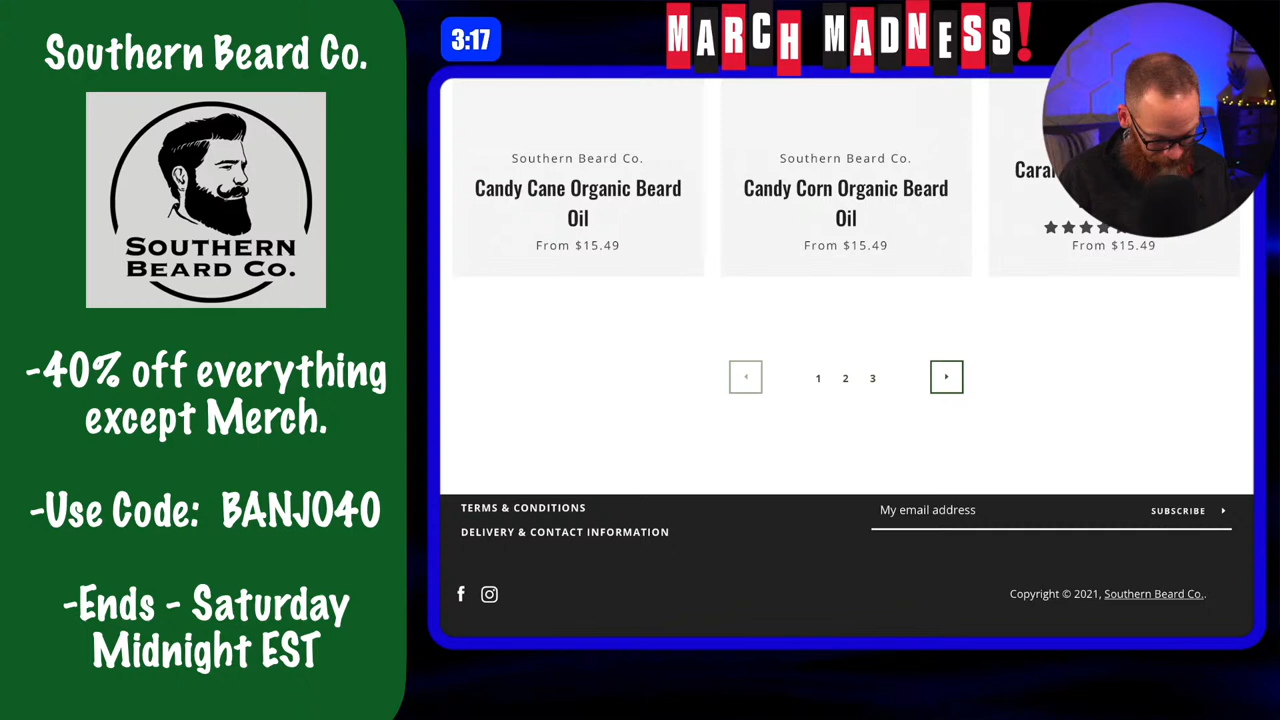 Southern Beard Co.
SOUTHERN
BEARD CO.
-40% off everything
except Merch.
-Use Code: BANJO40
-Ends - Saturday
Midnight EST
3:17
MARCH MADNESS!
Southern Beard Co.
Candy Cane Organic Beard
Oil
From $15.49
Southern Beard Co.
Candy Corn Organic Beard
Oil
From $15.49
From $15.49
1 2 3
TERMS & CONDITIONS
DELIVERY & CONTACT INFORMATION
My email address
SUBSCRIBE
f
Copyright © 2021, Southern Beard Co..